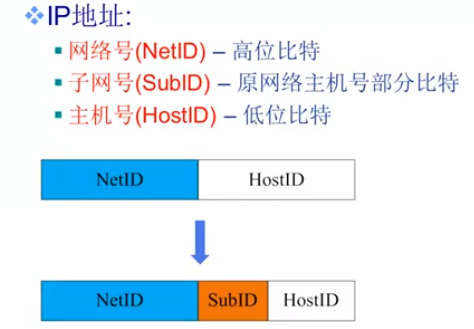 IP地址:
网络号(NetID) – 高位比特
子网号(SubID) – 原网络主机号部分比特
主机号(HostID) – 低位比特
NetID HostID
NetID SubID HostID